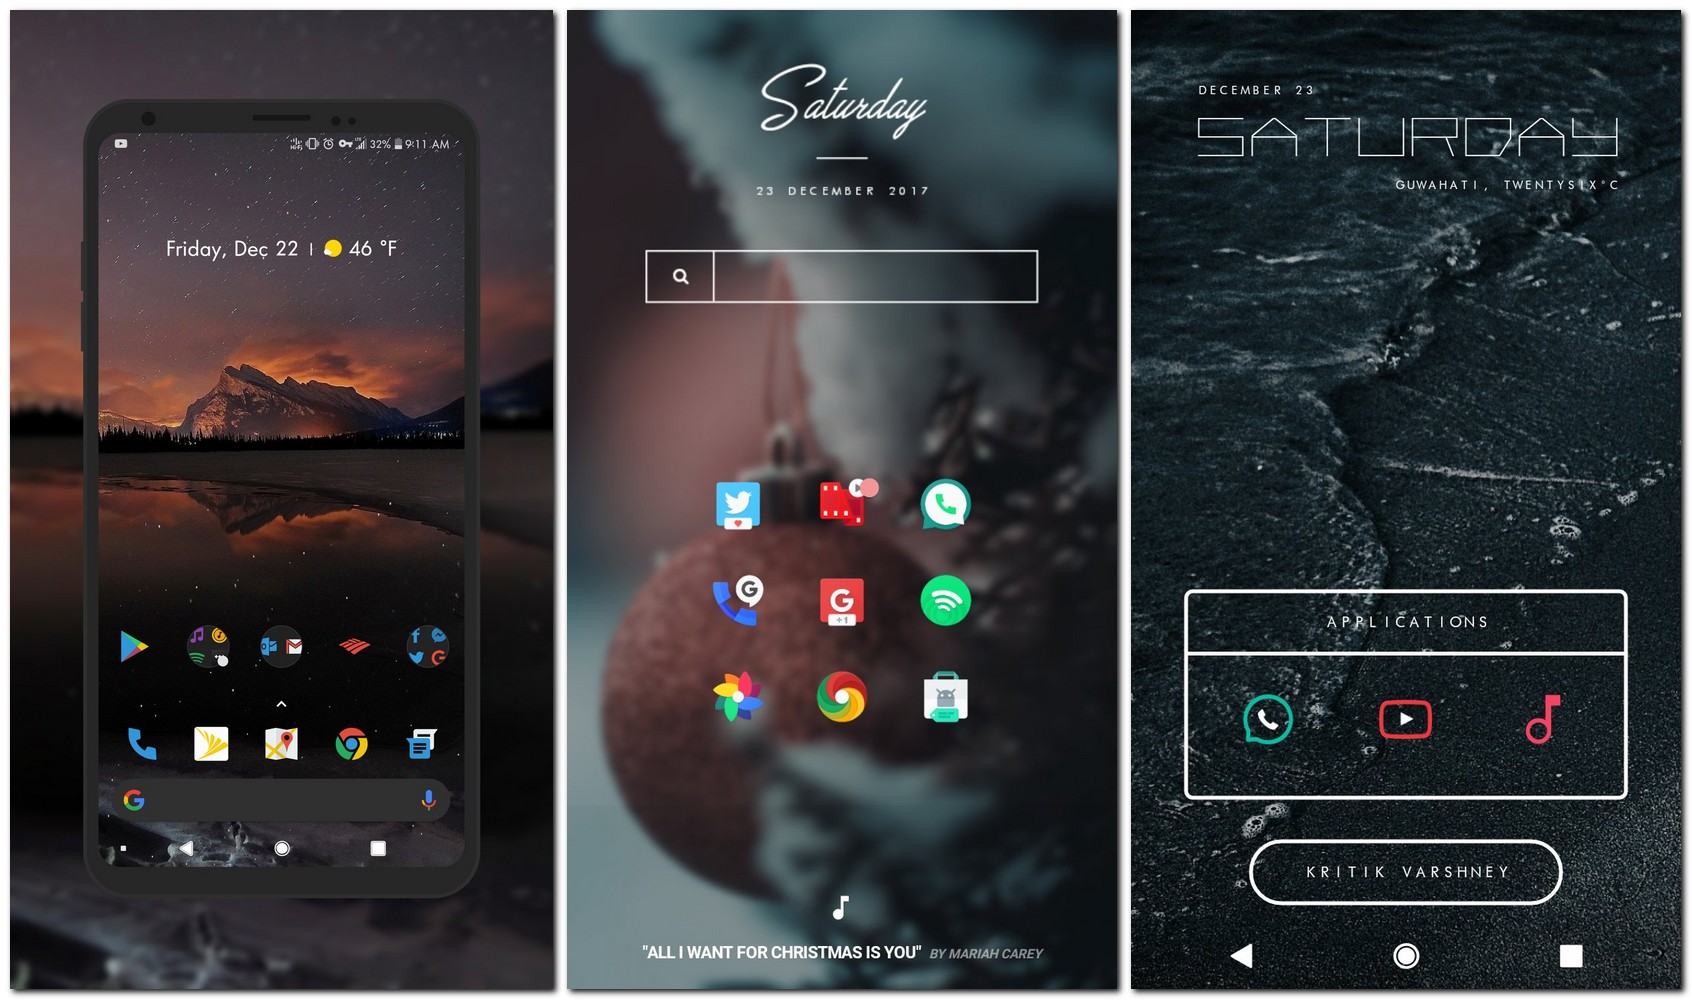 32% 9:11 AM
Friday, Dec 22 | 46 °F
Saturday
23 DECEMBER 2017
G
G
+1
"ALL I WANT FOR CHRISTMAS IS YOU" BY MARIAH CAREY
DECEMBER 23
SATURDAY
GUWAHATI, TWENTYSIX°C
APPLICATIONS
KRITIK VARSHNEY